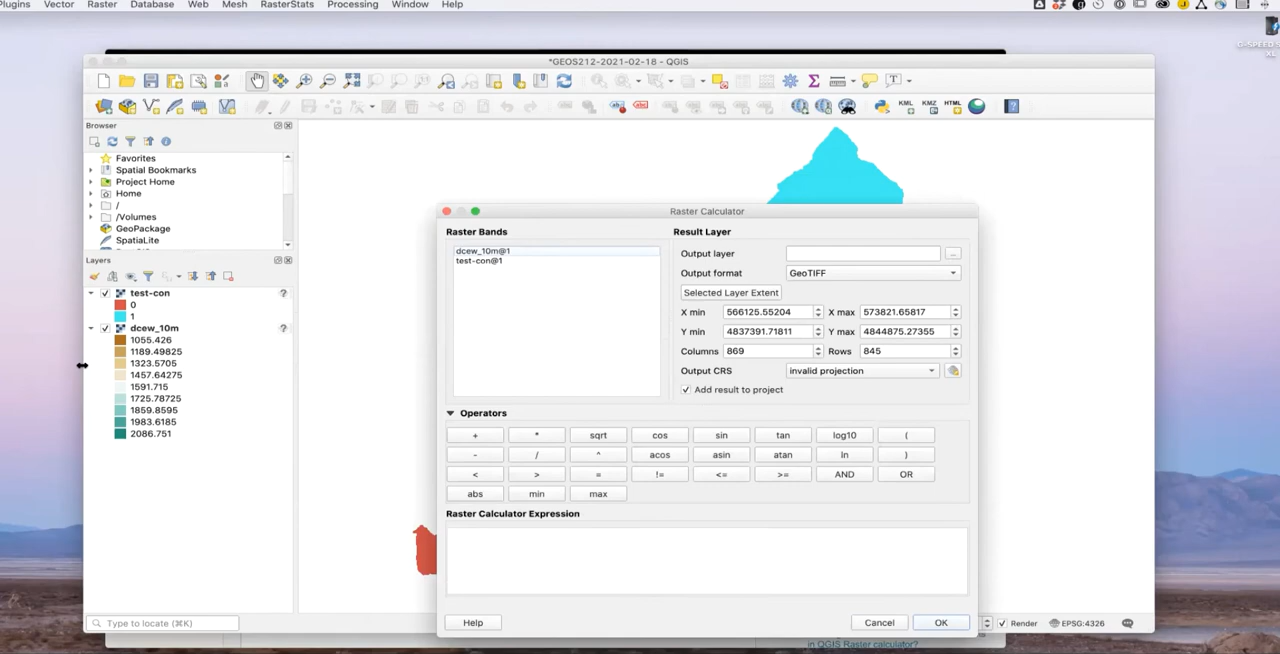 Plugins Vector Raster Database Web Mesh RasterStats Processing Window Help
G-SPEED S
XL
*GEOS212-2021-02-18 - QGIS
KML KMZ HTML
Browser
Favorites
Spatial Bookmarks
Project Home
Home
/
/Volumes
GeoPackage
SpatiaLite
Layers
test-con
0
1
dcew_10m
1055.426
1189.49825
1323.5705
1457.64275
1591.715
1725.78725
1859.8595
1983.6185
2086.751
Type to locate (⌘K)
Raster Calculator
Raster Bands
dcew_10m@1
test-con@1
Result Layer
Output layer ...
Output format GeoTIFF
Selected Layer Extent
X min 566125.55204 X max 573821.65817
Y min 4837391.71811 Y max 4844875.27355
Columns 869 Rows 845
Output CRS invalid projection
Add result to project
Operators
+ * sqrt cos sin tan log10 (
- / ^ acos asin atan ln )
< > = != <= >= AND OR
abs min max
Raster Calculator Expression
Help Cancel OK
Render EPSG:4326
in QGIS Raster calculator?